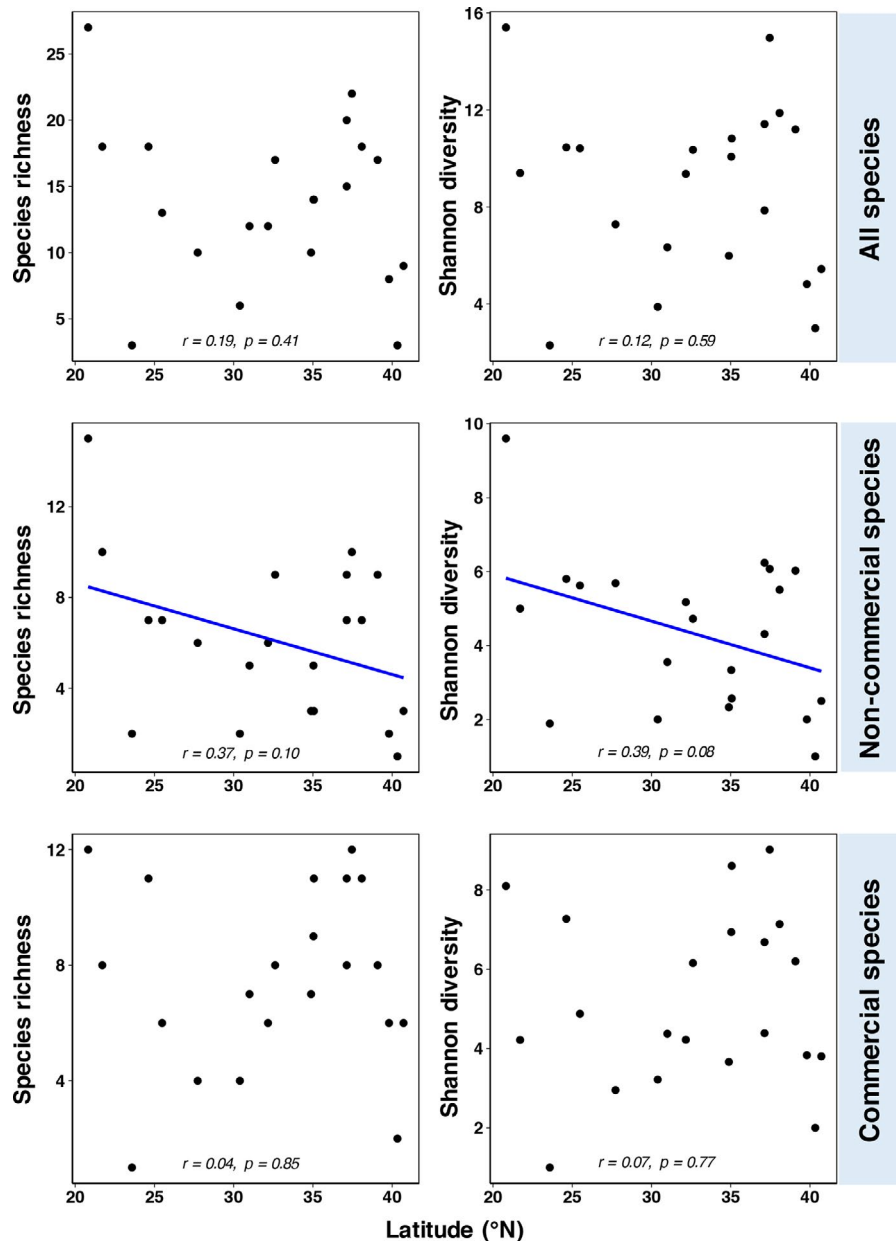 Species richness
25
20
15
10
5
r = 0.19, p = 0.41
20 25 30 35 40
Shannon diversity
16
12
8
4
r = 0.12, p = 0.59
20 25 30 35 40
All species
Species richness
12
8
4
r = 0.37, p = 0.10
20 25 30 35 40
Shannon diversity
10
8
6
4
2
r = 0.39, p = 0.08
20 25 30 35 40
Non-commercial species
Species richness
12
8
4
r = 0.04, p = 0.85
20 25 30 35 40
Shannon diversity
8
6
4
2
r = 0.07, p = 0.77
20 25 30 35 40
Commercial species
Latitude (°N)